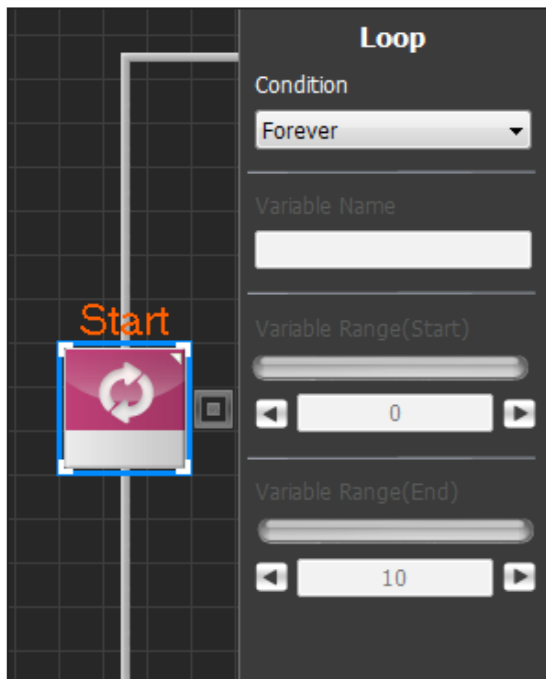 Loop
Condition
Forever
Variable Name
Start
Variable Range(Start)
0
Variable Range(End)
10